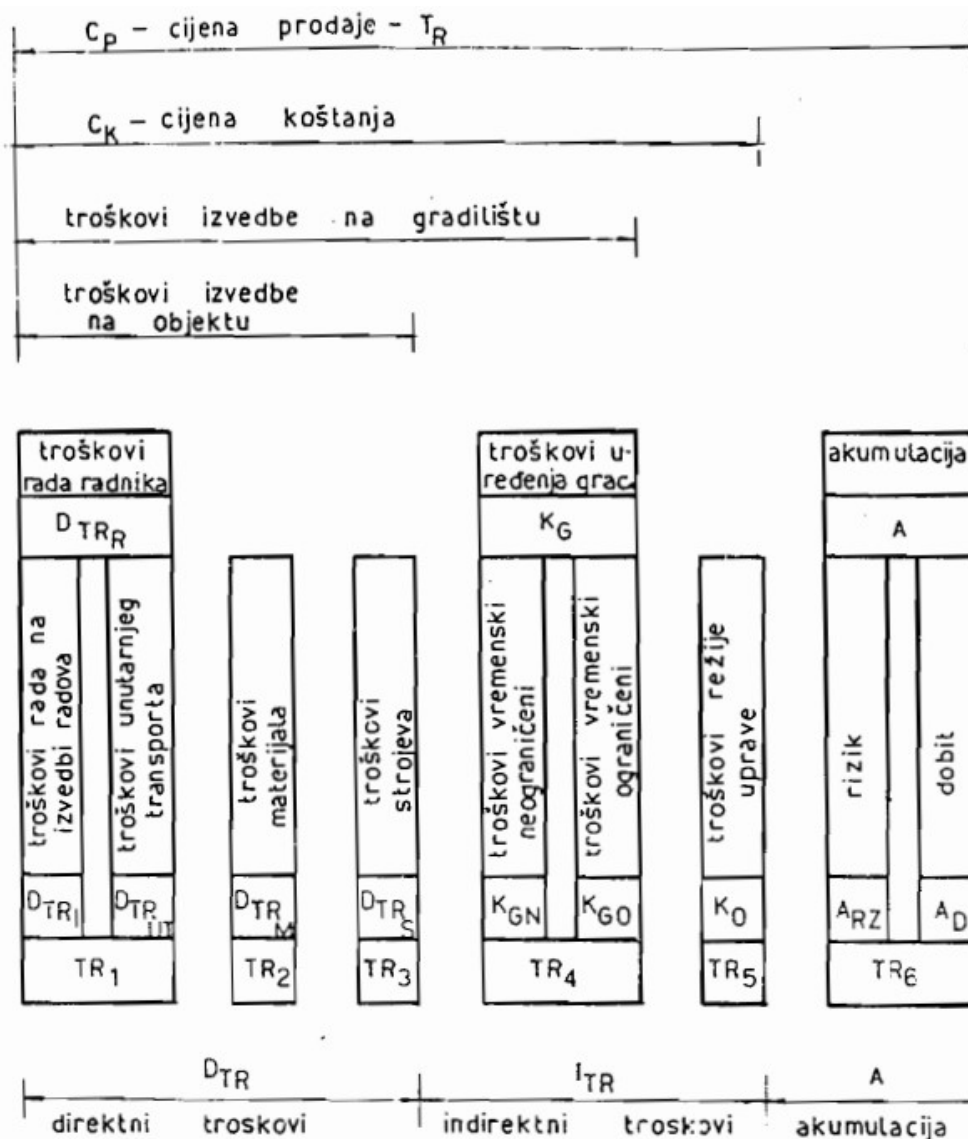 C_P – cijena prodaje – T_R
C_K – cijena koštanja
troškovi izvedbe na gradilištu
troškovi izvedbe
na objektu
troškovi
rada radnika
D_TR_R
troškovi rada na
izvedbi radova
troškovi unutarnjeg
transporta
D_TR_I
D_TR_UT
TR_1
troškovi
materijala
D_TR_M
TR_2
troškovi
strojeva
D_TR_S
TR_3
troškovi u-
ređenja grac.
K_G
troškovi vremenski
neograničeni
troškovi vremenski
ograničeni
K_GN
K_GO
TR_4
troškovi režije
uprave
K_O
TR_5
akumulacija
A
rizik
dobit
A_RZ
A_D
TR_6
D_TR
I_TR
A
direktni troskovi
indirektni troskovi
akumulacija